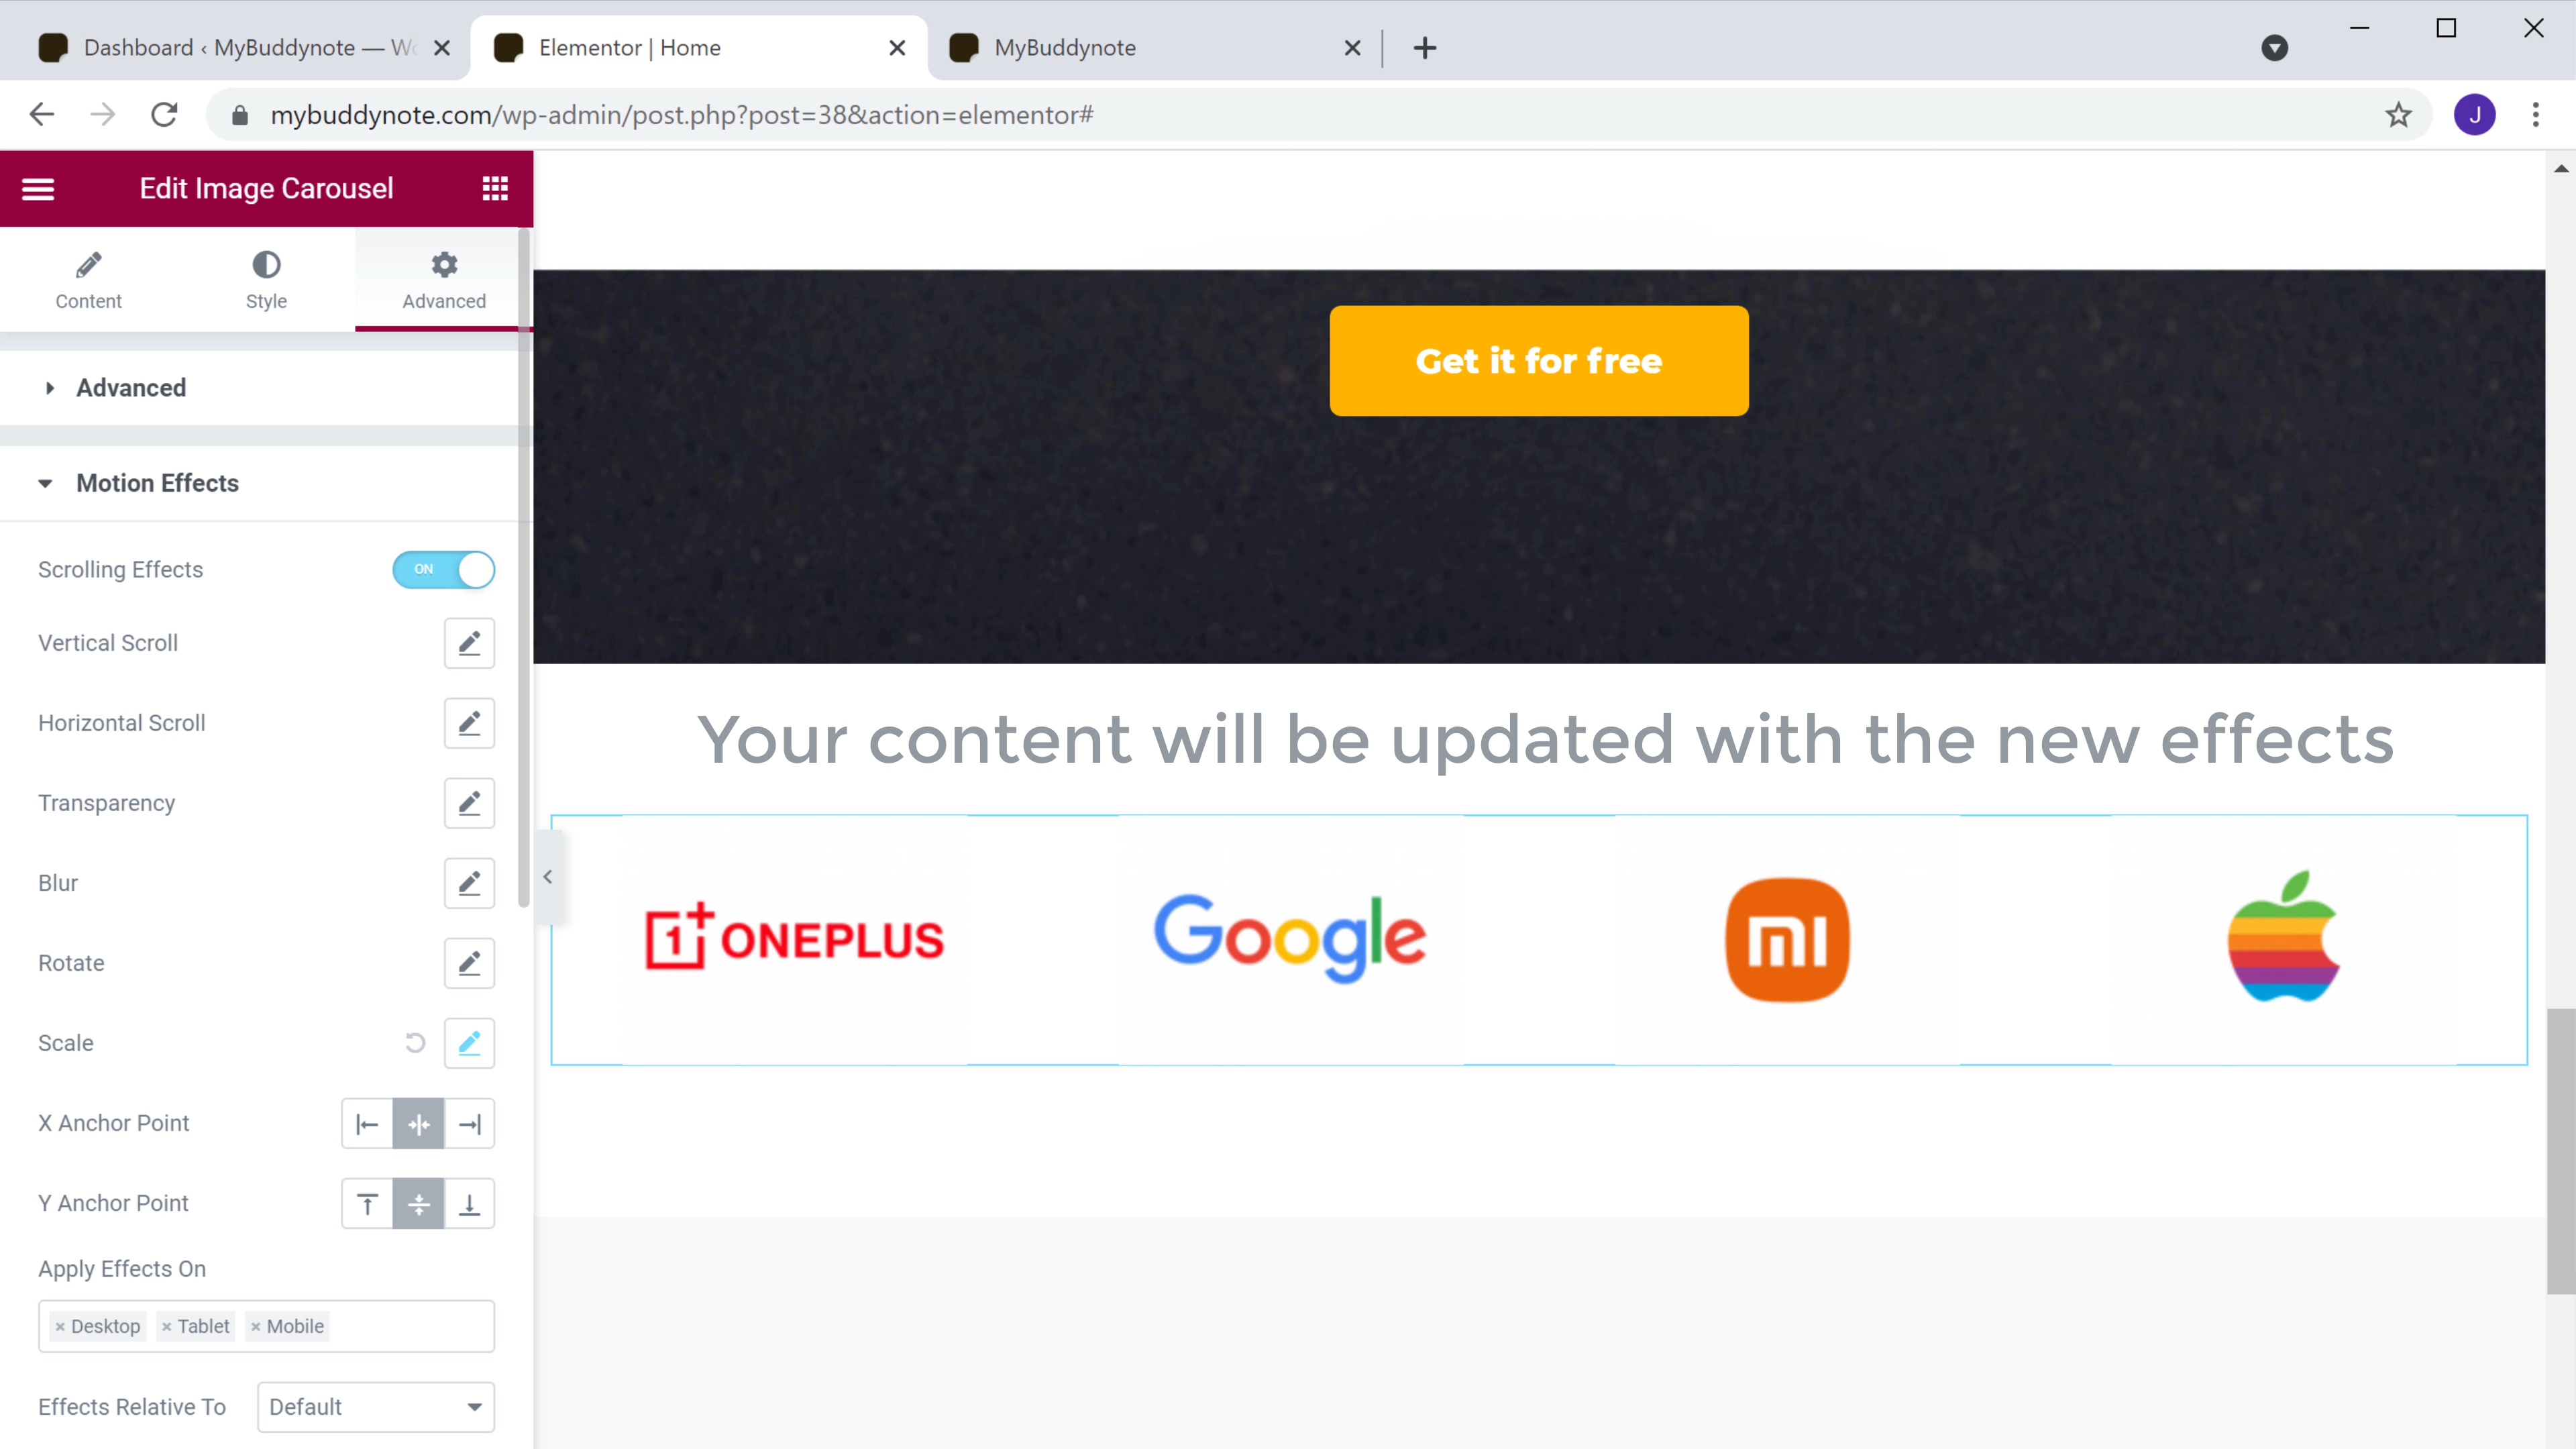 Dashboard ‹ MyBuddynote — Wo
Elementor | Home
MyBuddynote
mybuddynote.com/wp-admin/post.php?post=38&action=elementor#
J
Edit Image Carousel
Content
Style
Advanced
Advanced
Motion Effects
Scrolling Effects
ON
Vertical Scroll
Horizontal Scroll
Transparency
Blur
Rotate
Scale
X Anchor Point
Y Anchor Point
Apply Effects On
× Desktop × Tablet × Mobile
Effects Relative To
Default
Get it for free
Your content will be updated with the new effects
1+ ONEPLUS
Google
mi